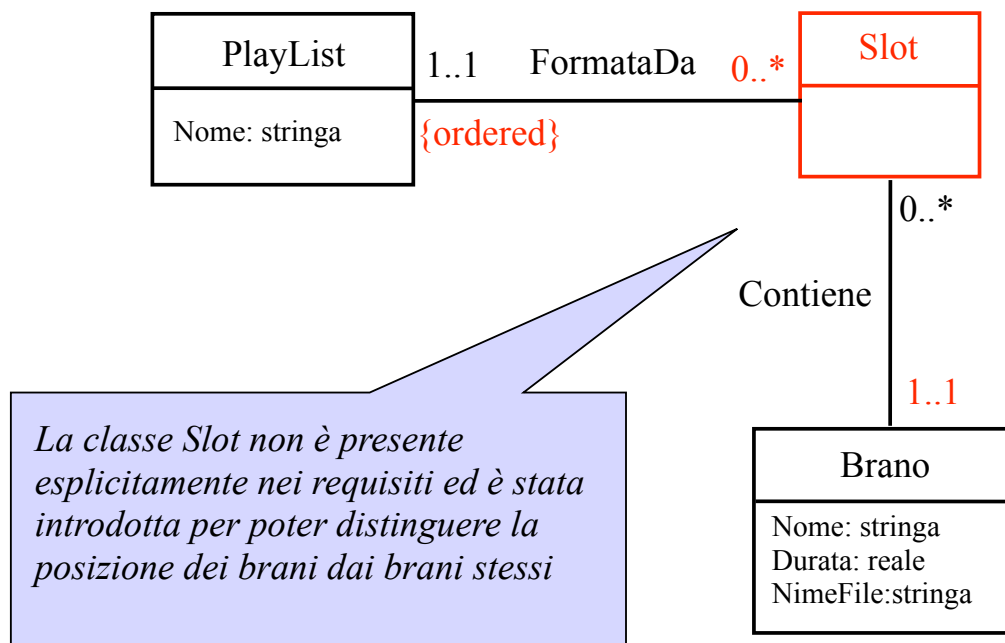 PlayList
Nome: stringa
1..1
FormataDa
0..*
{ordered}
Slot
0..*
Contiene
1..1
La classe Slot non è presente
esplicitamente nei requisiti ed è stata
introdotta per poter distinguere la
posizione dei brani dai brani stessi
Brano
Nome: stringa
Durata: reale
NimeFile:stringa